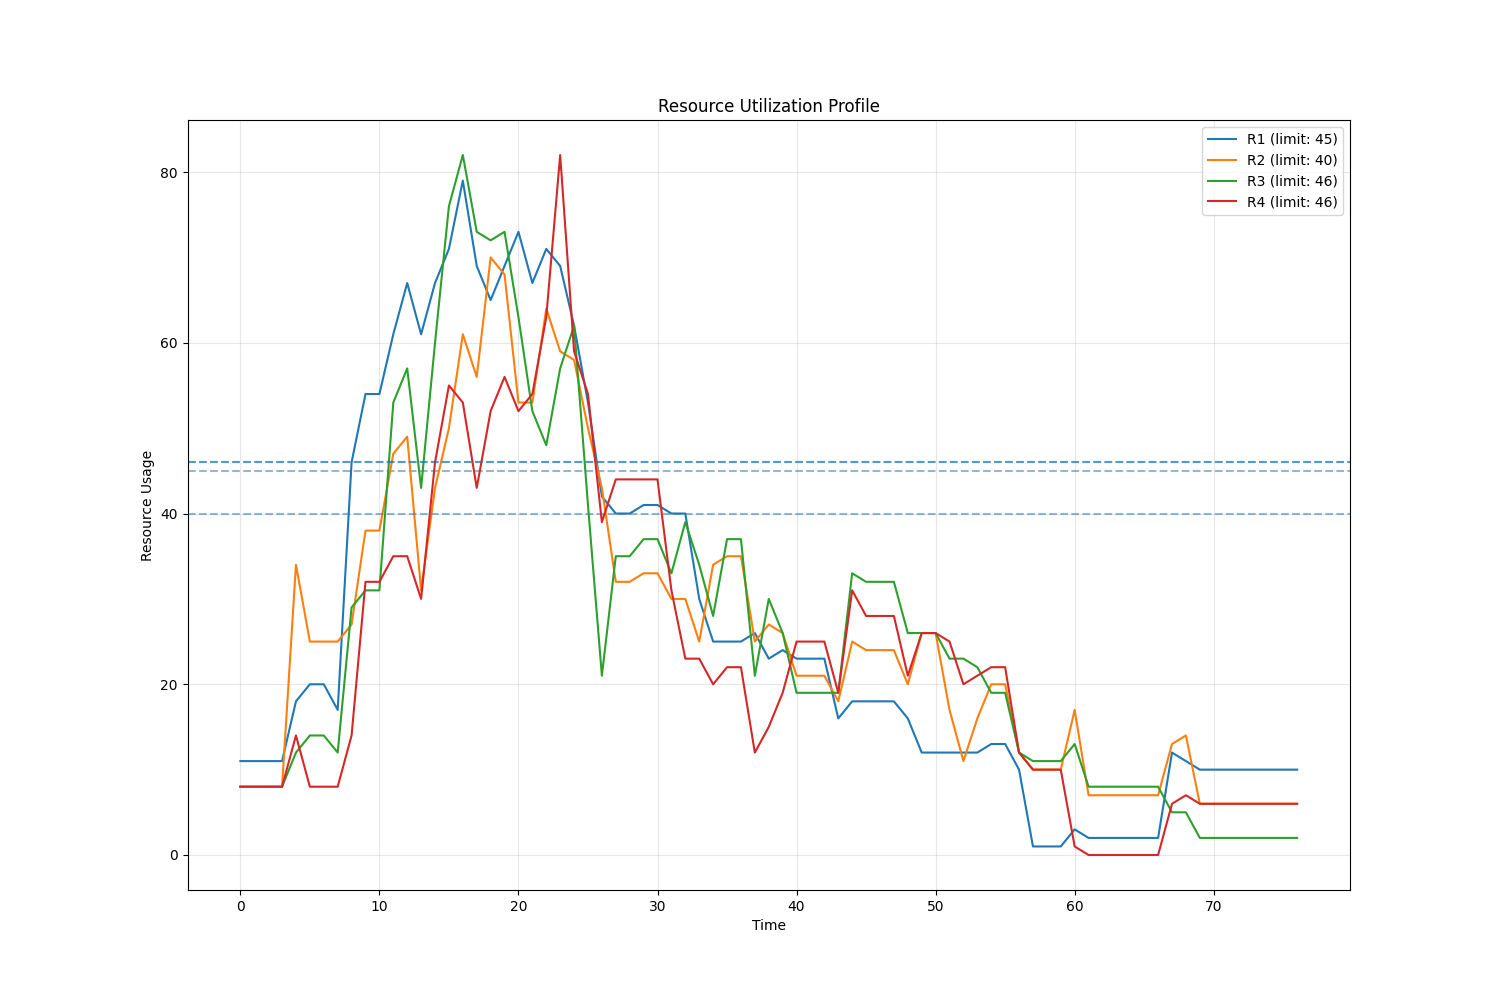 Resource Utilization Profile
R1 (limit: 45)
R2 (limit: 40)
R3 (limit: 46)
R4 (limit: 46)
Resource Usage
80
60
40
20
0
0 10 20 30 40 50 60 70
Time